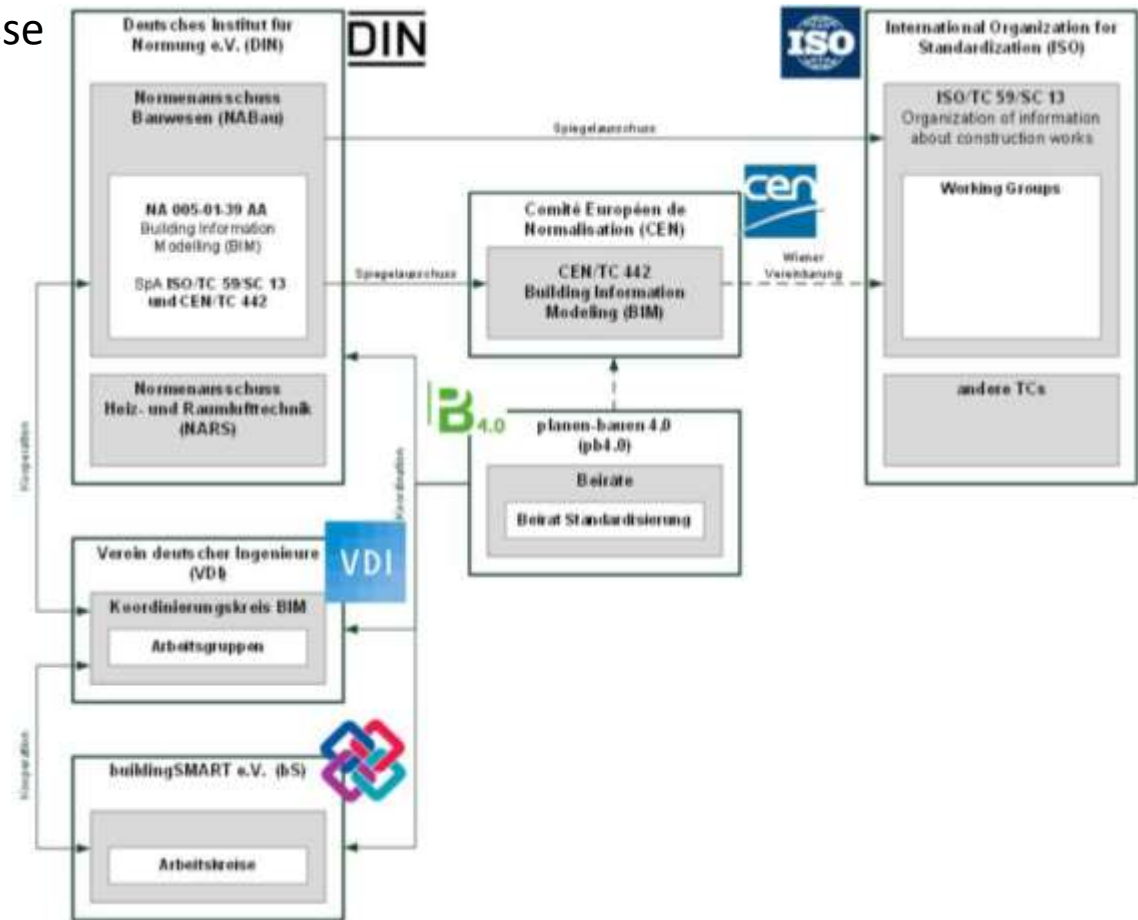 se
Deutsches Institut für
Normung e.V. (DIN)
DIN
Normenausschuss
Bauwesen (NABau)
NA 005-01-39 AA
Building Information
Modelling (BIM)
SpA ISO/TC 59/SC 13
und CEN/TC 442
Normenausschuss
Heiz- und Raumlufttechnik
(NARS)
Spiegelausschuss
Spiegelausschuss
ISO
International Organization for
Standardization (ISO)
ISO/TC 59/SC 13
Organization of information
about construction works
Working Groups
andere TCs
cen
Comité Européen de
Normalisation (CEN)
CEN/TC 442
Building Information
Modeling (BIM)
Wiener
Vereinbarung
B4.0
planen-bauen 4.0
(pb4.0)
Beiräte
Beirat Standardisierung
Kooperation
Koordination
Verein deutscher Ingenieure
(VDI)
VDI
Koordinierungskreis BIM
Arbeitsgruppen
Kooperation
buildingSMART e.V. (bS)
Arbeitskreise